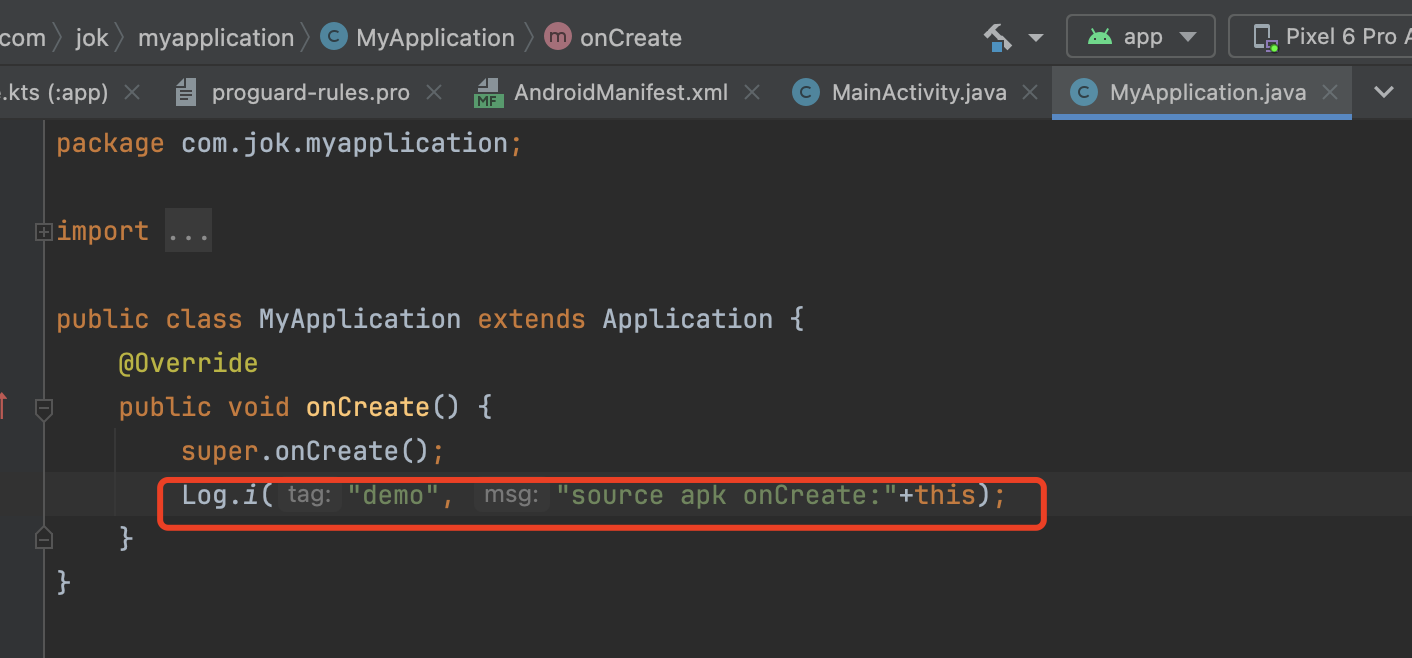 com jok myapplication C MyApplication m onCreate app Pixel 6 Pro A
.kts (:app) proguard-rules.pro MF AndroidManifest.xml C MainActivity.java C MyApplication.java
package com.jok.myapplication;
import ...
public class MyApplication extends Application {
@Override
public void onCreate() {
super.onCreate();
Log.i( tag: "demo", msg: "source apk onCreate:"+this);
}
}